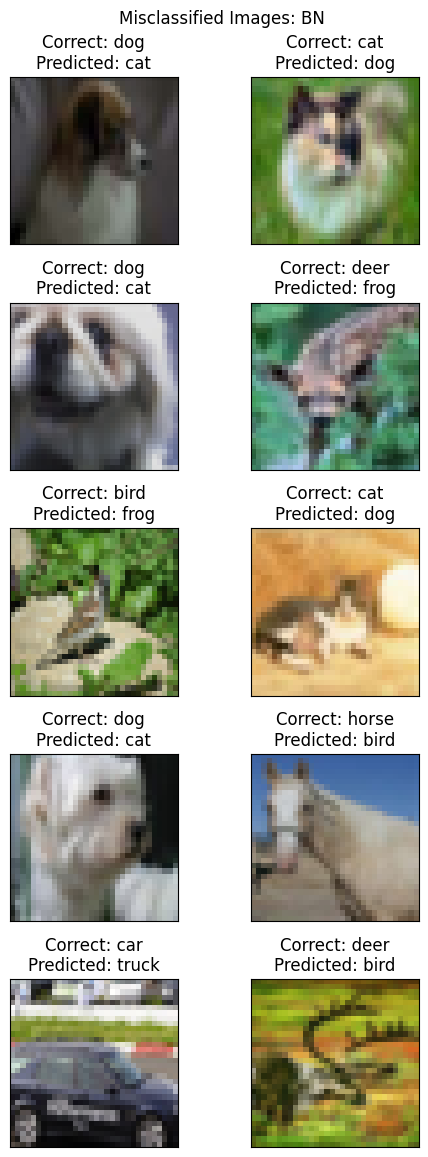 Misclassified Images: BN
Correct: dog
Predicted: cat
Correct: cat
Predicted: dog
Correct: dog
Predicted: cat
Correct: deer
Predicted: frog
Correct: bird
Predicted: frog
Correct: cat
Predicted: dog
Correct: dog
Predicted: cat
Correct: horse
Predicted: bird
Correct: car
Predicted: truck
Correct: deer
Predicted: bird